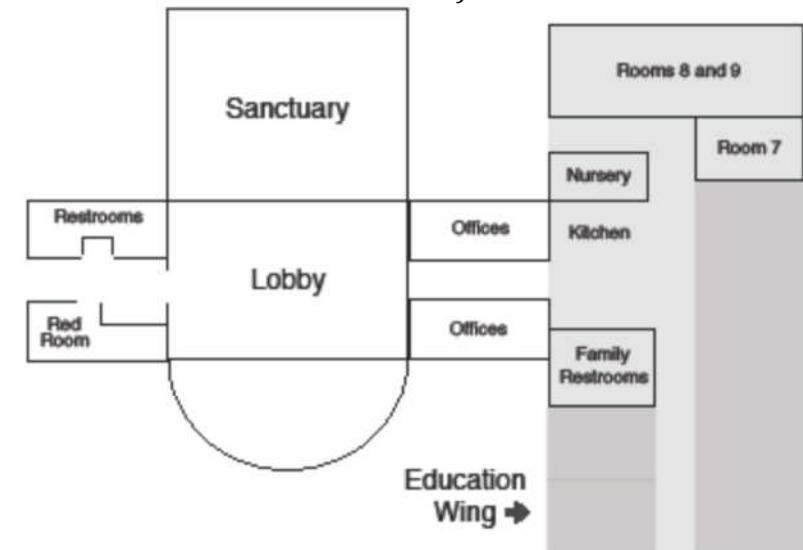 Sanctuary
Rooms 8 and 9
Room 7
Nursery
Restrooms
Offices
Kitchen
Lobby
Red
Room
Offices
Family
Restrooms
Education
Wing